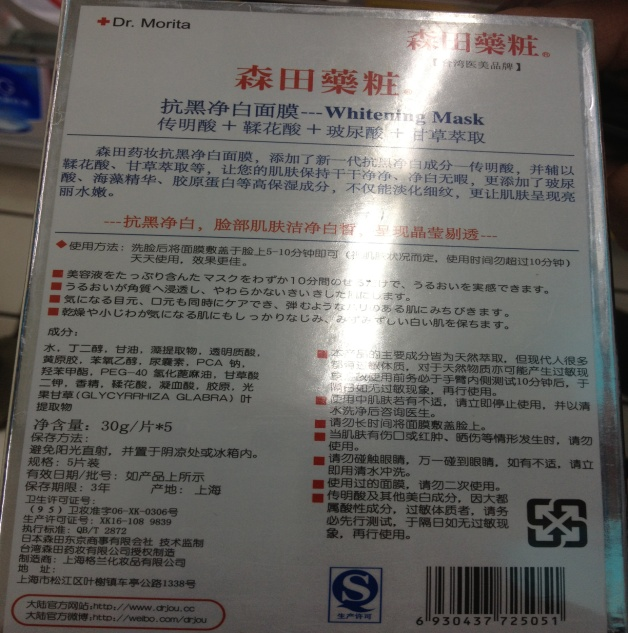 Dr. Morita
森田藥粧®
【台湾医美品牌】
森田藥粧®
抗黑净白面膜---Whitening Mask
传明酸＋鞣花酸＋玻尿酸＋甘草萃取
森田药妆抗黑净白面膜，添加了新一代抗黑净白成分一传明酸，并辅以
鞣花酸、甘草萃取等，让您的肌肤保持干干净净、净白无暇，更添加了玻尿
酸、海藻精华、胶原蛋白等高保湿成分，不仅能淡化细纹，更让肌肤呈现亮
丽水嫩。
---抗黑净白，脸部肌肤洁净白皙，呈现晶莹剔透---
◆使用方法：洗脸后将面膜敷盖于脸上5-10分钟即可（视肌肤状况而定，使用时间勿超过10分钟）
天天使用，效果更佳。
■美容液をたっぷり含んたマスクをわずか10分間のせるだけで、うるおいを実感できます。
■うるおいが角質へ浸透し、やわらかないきいきした肌にします。
■気になる目元、口元も同時にケアでき、弾むようなハリのある肌にみちびきます。
■乾燥や小じわが気になる肌にもしっかりなじみ、みずみずしい白い肌を保ちます。
成分：
水，丁二醇，甘油，藻提取物，透明质酸，
黄原胶，苯氧乙醇，尿囊素，PCA 钠，
羟苯甲酯，PEG-40 氢化蓖麻油，甘草酸
二钾，香精，鞣花酸，凝血酸，胶原，光
果甘草(GLYCYRRHIZA GLABRA) 叶
提取物
净含量：30g/片*5
保存方法：
避免阳光直射，并置于阴凉处或冰箱内。
规格：5片装
有效日期/批号：如产品上所示
保存期限：3年 产地：上海
卫生许可证号：
(95) 卫妆准字06-XK-0306号
生产许可证号：XK16-108 9839
执行标准：QB/T 2872
日本森田东京商事有限会社 技术监制
台湾森田药妆有限公司授权制造
制造商：上海格兰化妆品有限公司
地 址：
上海市松江区叶榭镇车亭公路1338号
大陆官方网站:http://www.drjou.cc
大陆官方微博:http://weibo.com/drjou
■本产品的主要成分皆为天然萃取，但现代人很多
为过敏体质，对于天然物质亦可能产生过敏现
使用前务必于手臂内侧测试10分钟后，于
隔日如无过敏现象，再行使用。
■使用中肌肤若有不适，请立即停止使用，并以清
水洗净后咨询医生。
■请勿长时间将面膜敷盖脸上。
■当肌肤有伤口或红肿、晒伤等情形发生时，请勿
使用。
■请勿碰触眼睛，万一碰到眼睛，如有不适，请立
即用清水冲洗。
■使用过的面膜，请勿二次使用。
■传明酸及其他美白成分，因大都
属酸性成分，过敏体质者，请务
必先行测试，于隔日如无过敏现
象，再行使用。
生产许可
6 930437 725051